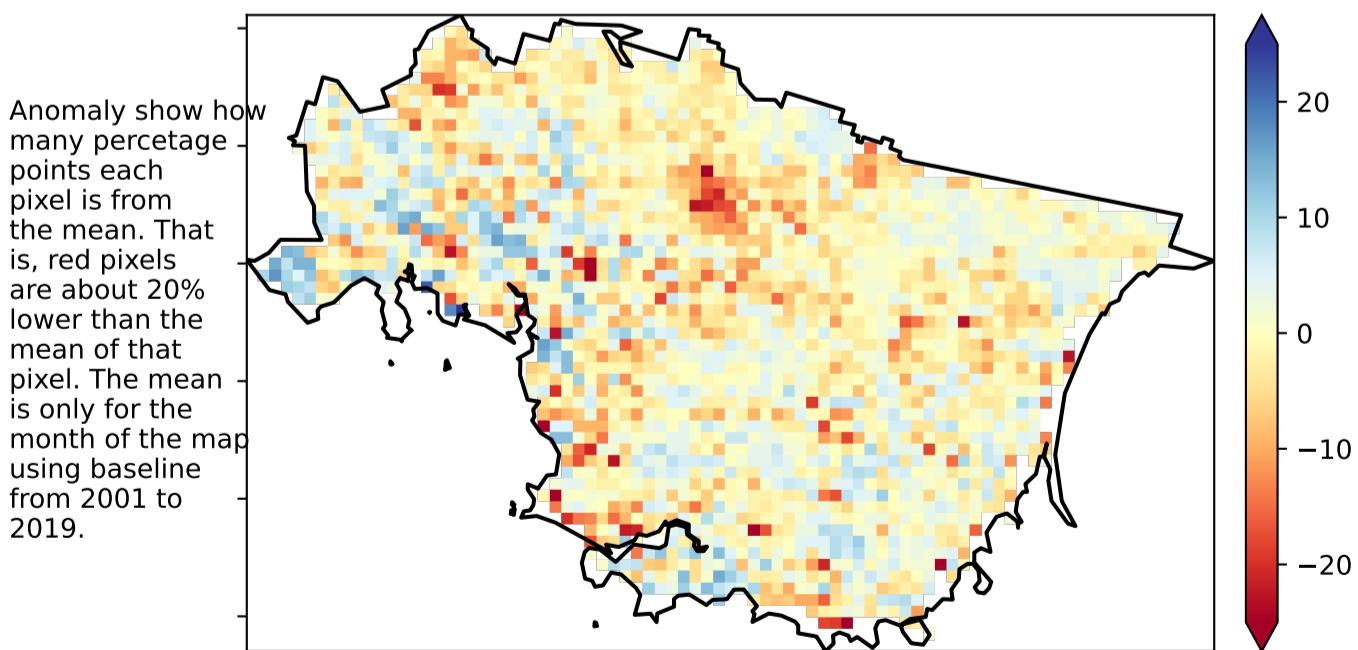 Anomaly show how
many percetage
points each
pixel is from
the mean. That
is, red pixels
are about 20%
lower than the
mean of that
pixel. The mean
is only for the
month of the map
using baseline
from 2001 to
2019.
20
10
0
−10
−20